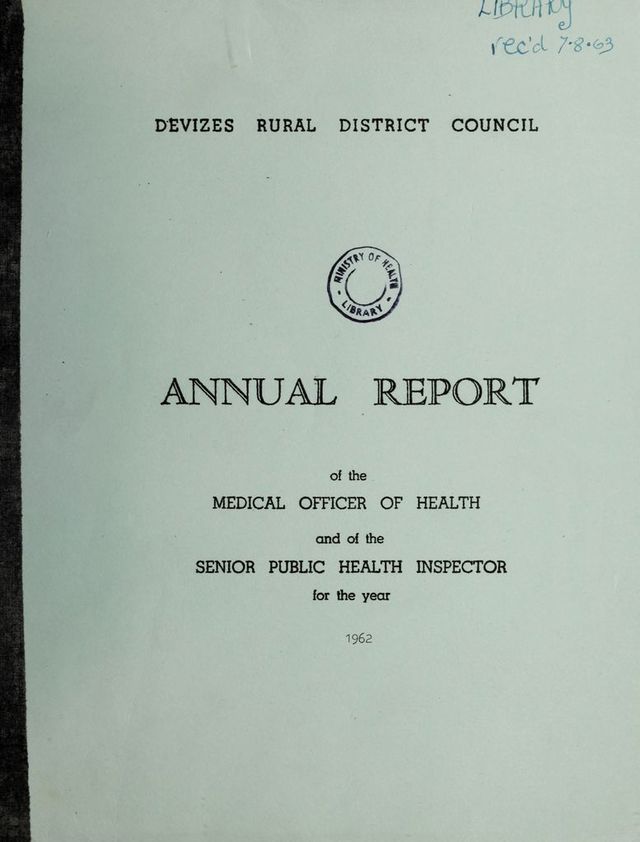 LIBRARY
rec'd 7.8.63
DEVIZES RURAL DISTRICT COUNCIL
MINISTRY OF HEALTH
LIBRARY
ANNUAL REPORT
of the
MEDICAL OFFICER OF HEALTH
and of the
SENIOR PUBLIC HEALTH INSPECTOR
for the year
1962